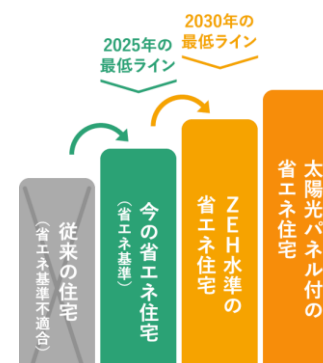 2030年の
最低ライン
2025年の
最低ライン
従来の住宅
（省エネ基準不適合）
今の省エネ住宅
（省エネ基準）
ZEH水準の
省エネ住宅
太陽光パネル付の
省エネ住宅